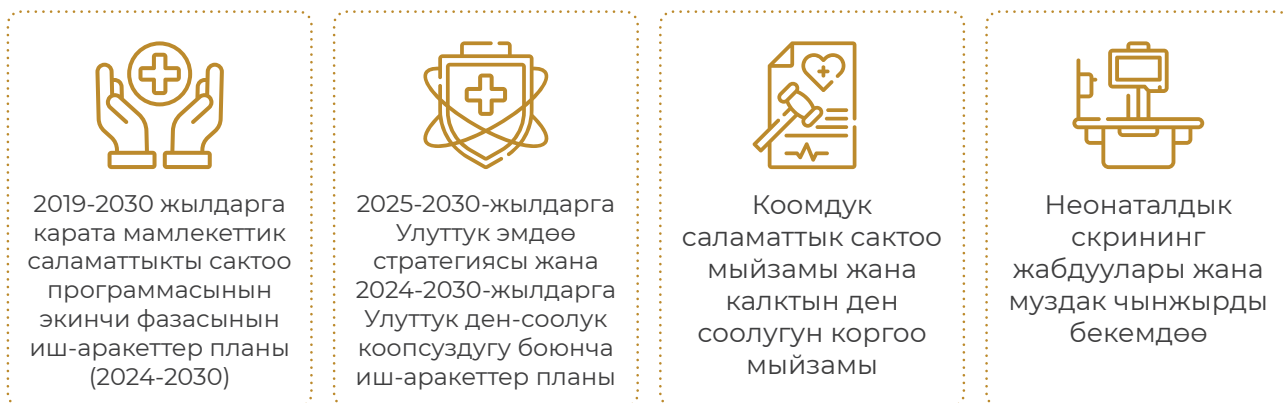 2019-2030 жылдарга
карата мамлекеттик
саламаттыкты сактоо
программасынын
экинчи фазасынын
иш-аракеттер планы
(2024-2030)
2025-2030-жылдарга
Улуттук эмдөө
стратегиясы жана
2024-2030-жылдарга
Улуттук ден-соолук
коопсуздугу боюнча
иш-аракеттер планы
Коомдук
саламаттык сактоо
мыйзамы жана
калктын ден
соолугун коргоо
мыйзамы
Неонаталдык
скрининг
жабдуулары жана
муздак чынжырды
бекемдөө